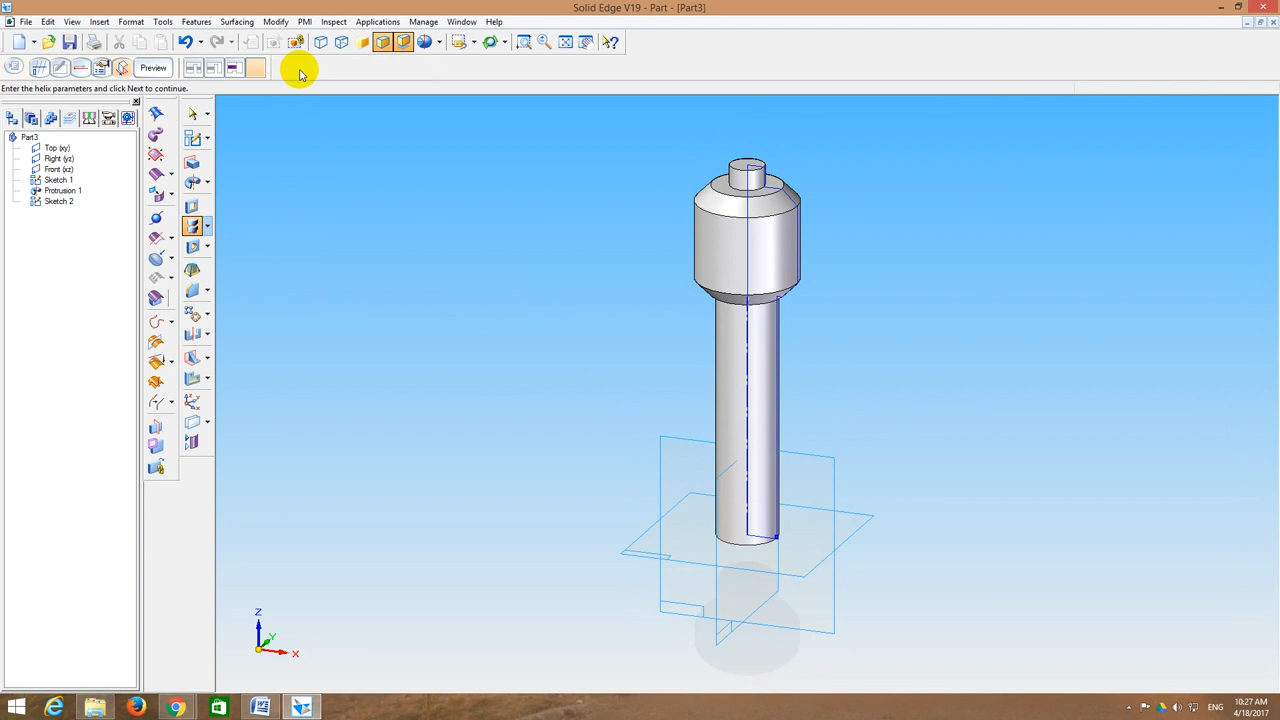 Solid Edge V19 - Part - [Part3]
File Edit View Insert Format Tools Features Surfacing Modify PMI Inspect Applications Manage Window Help
Preview
Enter the helix parameters and click Next to continue.
Part3
Top (xy)
Right (yz)
Front (xz)
Sketch 1
Protrusion 1
Sketch 2
Z
Y
X
ENG
10:27 AM
4/18/2017